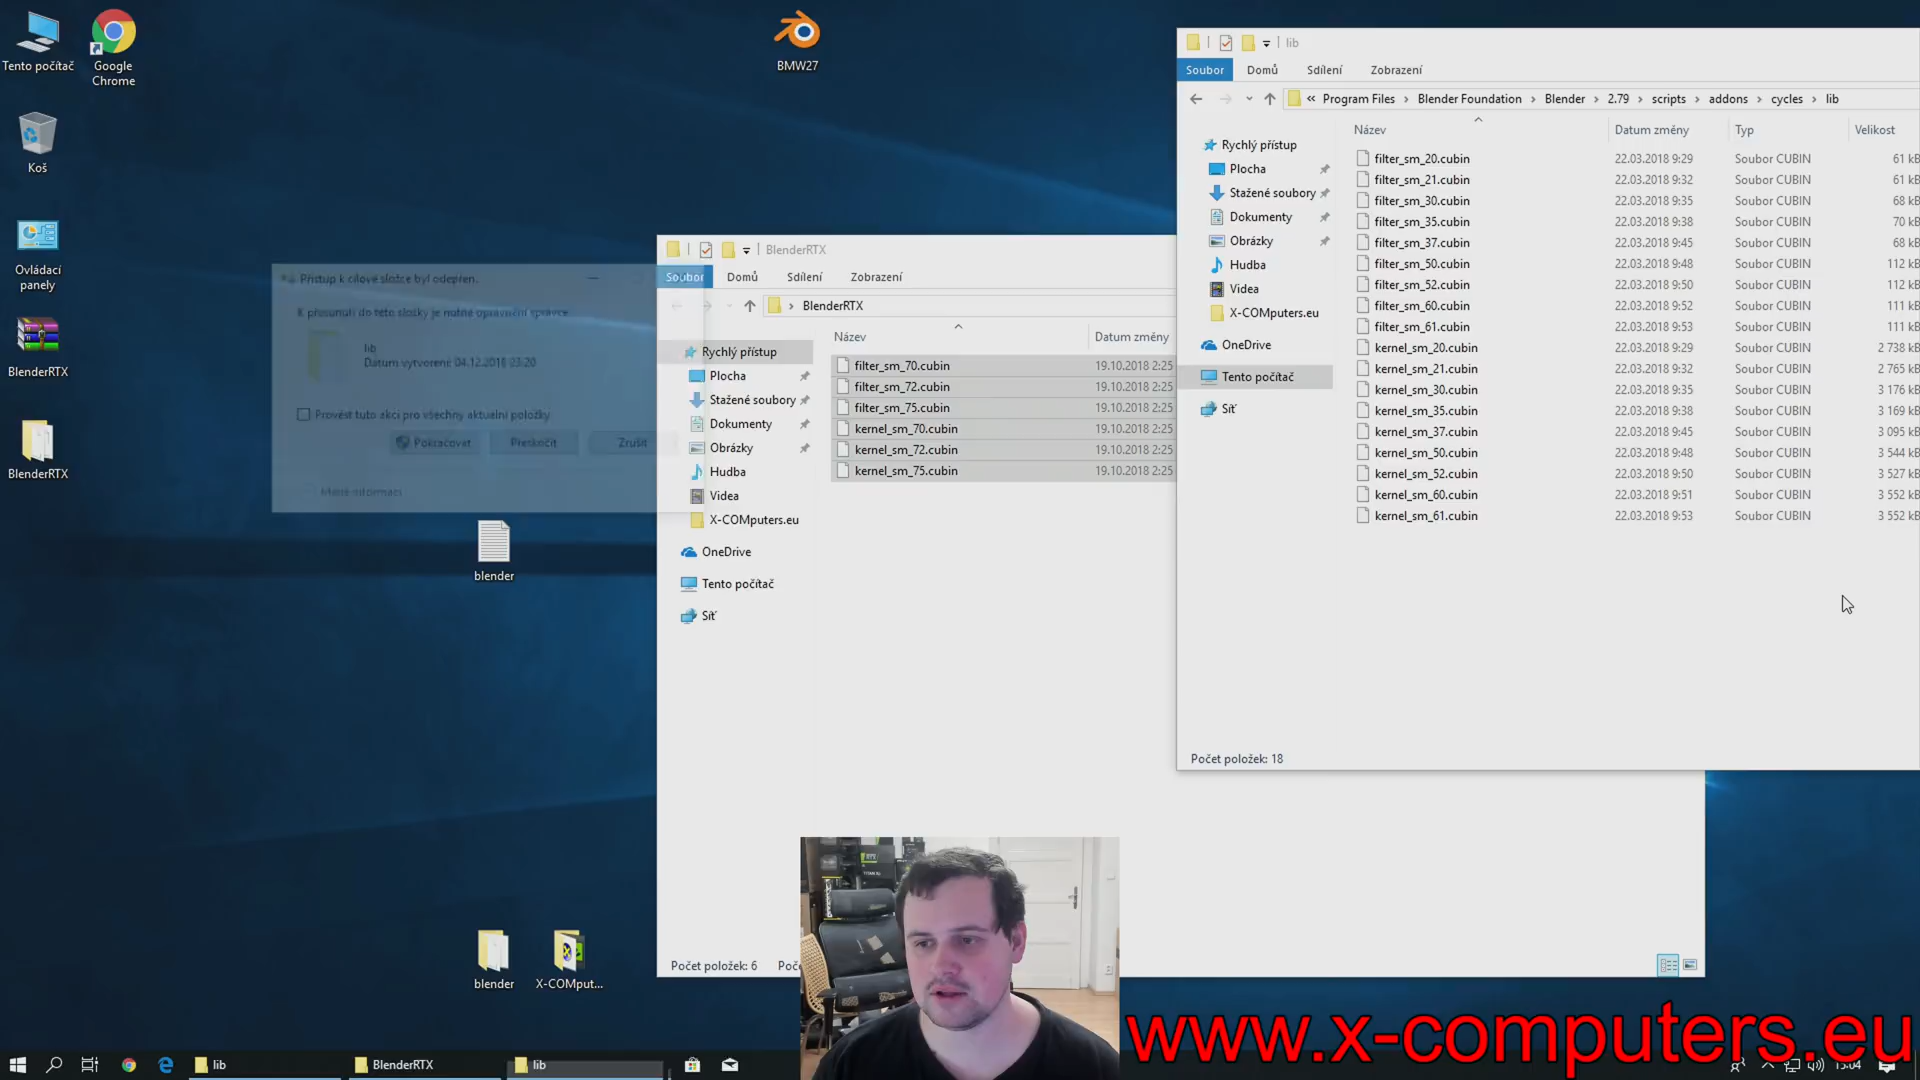 Tento počítač
Google
Chrome
Koš
Ovládací
panely
BlenderRTX
BlenderRTX
BMW27
blender
blender
X-COMput...
Přístup k cílové složce byl odepřen.
K přesunutí do této složky je nutné oprávnění správce.
lib
Datum vytvoření: 04.12.2018 23:20
Provést tuto akci pro všechny aktuální položky
Pokračovat
Přeskočit
Zrušit
Méně informací
BlenderRTX
Soubor
Domů
Sdílení
Zobrazení
BlenderRTX
Název
Datum změny
Rychlý přístup
Plocha
Stažené soubory
Dokumenty
Obrázky
Hudba
Videa
X-COMputers.eu
OneDrive
Tento počítač
Síť
filter_sm_70.cubin 19.10.2018 2:25
filter_sm_72.cubin 19.10.2018 2:25
filter_sm_75.cubin 19.10.2018 2:25
kernel_sm_70.cubin 19.10.2018 2:25
kernel_sm_72.cubin 19.10.2018 2:25
kernel_sm_75.cubin 19.10.2018 2:25
Počet položek: 6
lib
Soubor
Domů
Sdílení
Zobrazení
« Program Files › Blender Foundation › Blender › 2.79 › scripts › addons › cycles › lib
Název Datum změny Typ Velikost
Rychlý přístup
Plocha
Stažené soubory
Dokumenty
Obrázky
Hudba
Videa
X-COMputers.eu
OneDrive
Tento počítač
Síť
filter_sm_20.cubin 22.03.2018 9:29 Soubor CUBIN 61 kB
filter_sm_21.cubin 22.03.2018 9:32 Soubor CUBIN 61 kB
filter_sm_30.cubin 22.03.2018 9:35 Soubor CUBIN 68 kB
filter_sm_35.cubin 22.03.2018 9:38 Soubor CUBIN 70 kB
filter_sm_37.cubin 22.03.2018 9:45 Soubor CUBIN 68 kB
filter_sm_50.cubin 22.03.2018 9:48 Soubor CUBIN 112 kB
filter_sm_52.cubin 22.03.2018 9:50 Soubor CUBIN 112 kB
filter_sm_60.cubin 22.03.2018 9:52 Soubor CUBIN 111 kB
filter_sm_61.cubin 22.03.2018 9:53 Soubor CUBIN 111 kB
kernel_sm_20.cubin 22.03.2018 9:29 Soubor CUBIN 2 738 kB
kernel_sm_21.cubin 22.03.2018 9:32 Soubor CUBIN 2 765 kB
kernel_sm_30.cubin 22.03.2018 9:35 Soubor CUBIN 3 176 kB
kernel_sm_35.cubin 22.03.2018 9:38 Soubor CUBIN 3 169 kB
kernel_sm_37.cubin 22.03.2018 9:45 Soubor CUBIN 3 095 kB
kernel_sm_50.cubin 22.03.2018 9:48 Soubor CUBIN 3 544 kB
kernel_sm_52.cubin 22.03.2018 9:50 Soubor CUBIN 3 527 kB
kernel_sm_60.cubin 22.03.2018 9:51 Soubor CUBIN 3 552 kB
kernel_sm_61.cubin 22.03.2018 9:53 Soubor CUBIN 3 552 kB
Počet položek: 18
www.x-computers.eu
lib
BlenderRTX
lib